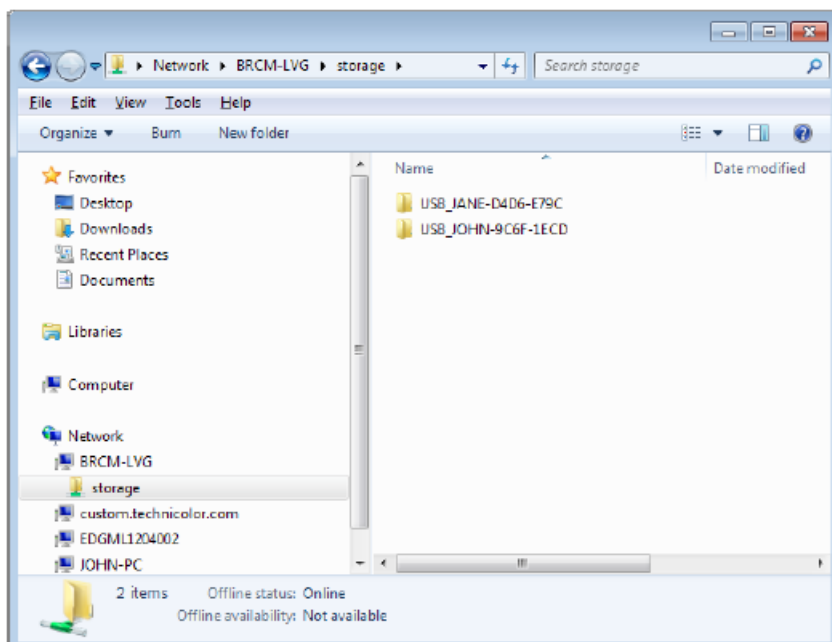 Network ▸ BRCM-LVG ▸ storage ▸
Search storage
File Edit View Tools Help
Organize Burn New folder
Name Date modified
Favorites
Desktop
Downloads
Recent Places
Documents
Libraries
Computer
Network
BRCM-LVG
storage
custom.technicolor.com
EDGML1204002
JOHN-PC
USB_JANE-D4D6-E79C
USB_JOHN-9C6F-1ECD
2 items Offline status: Online
Offline availability: Not available